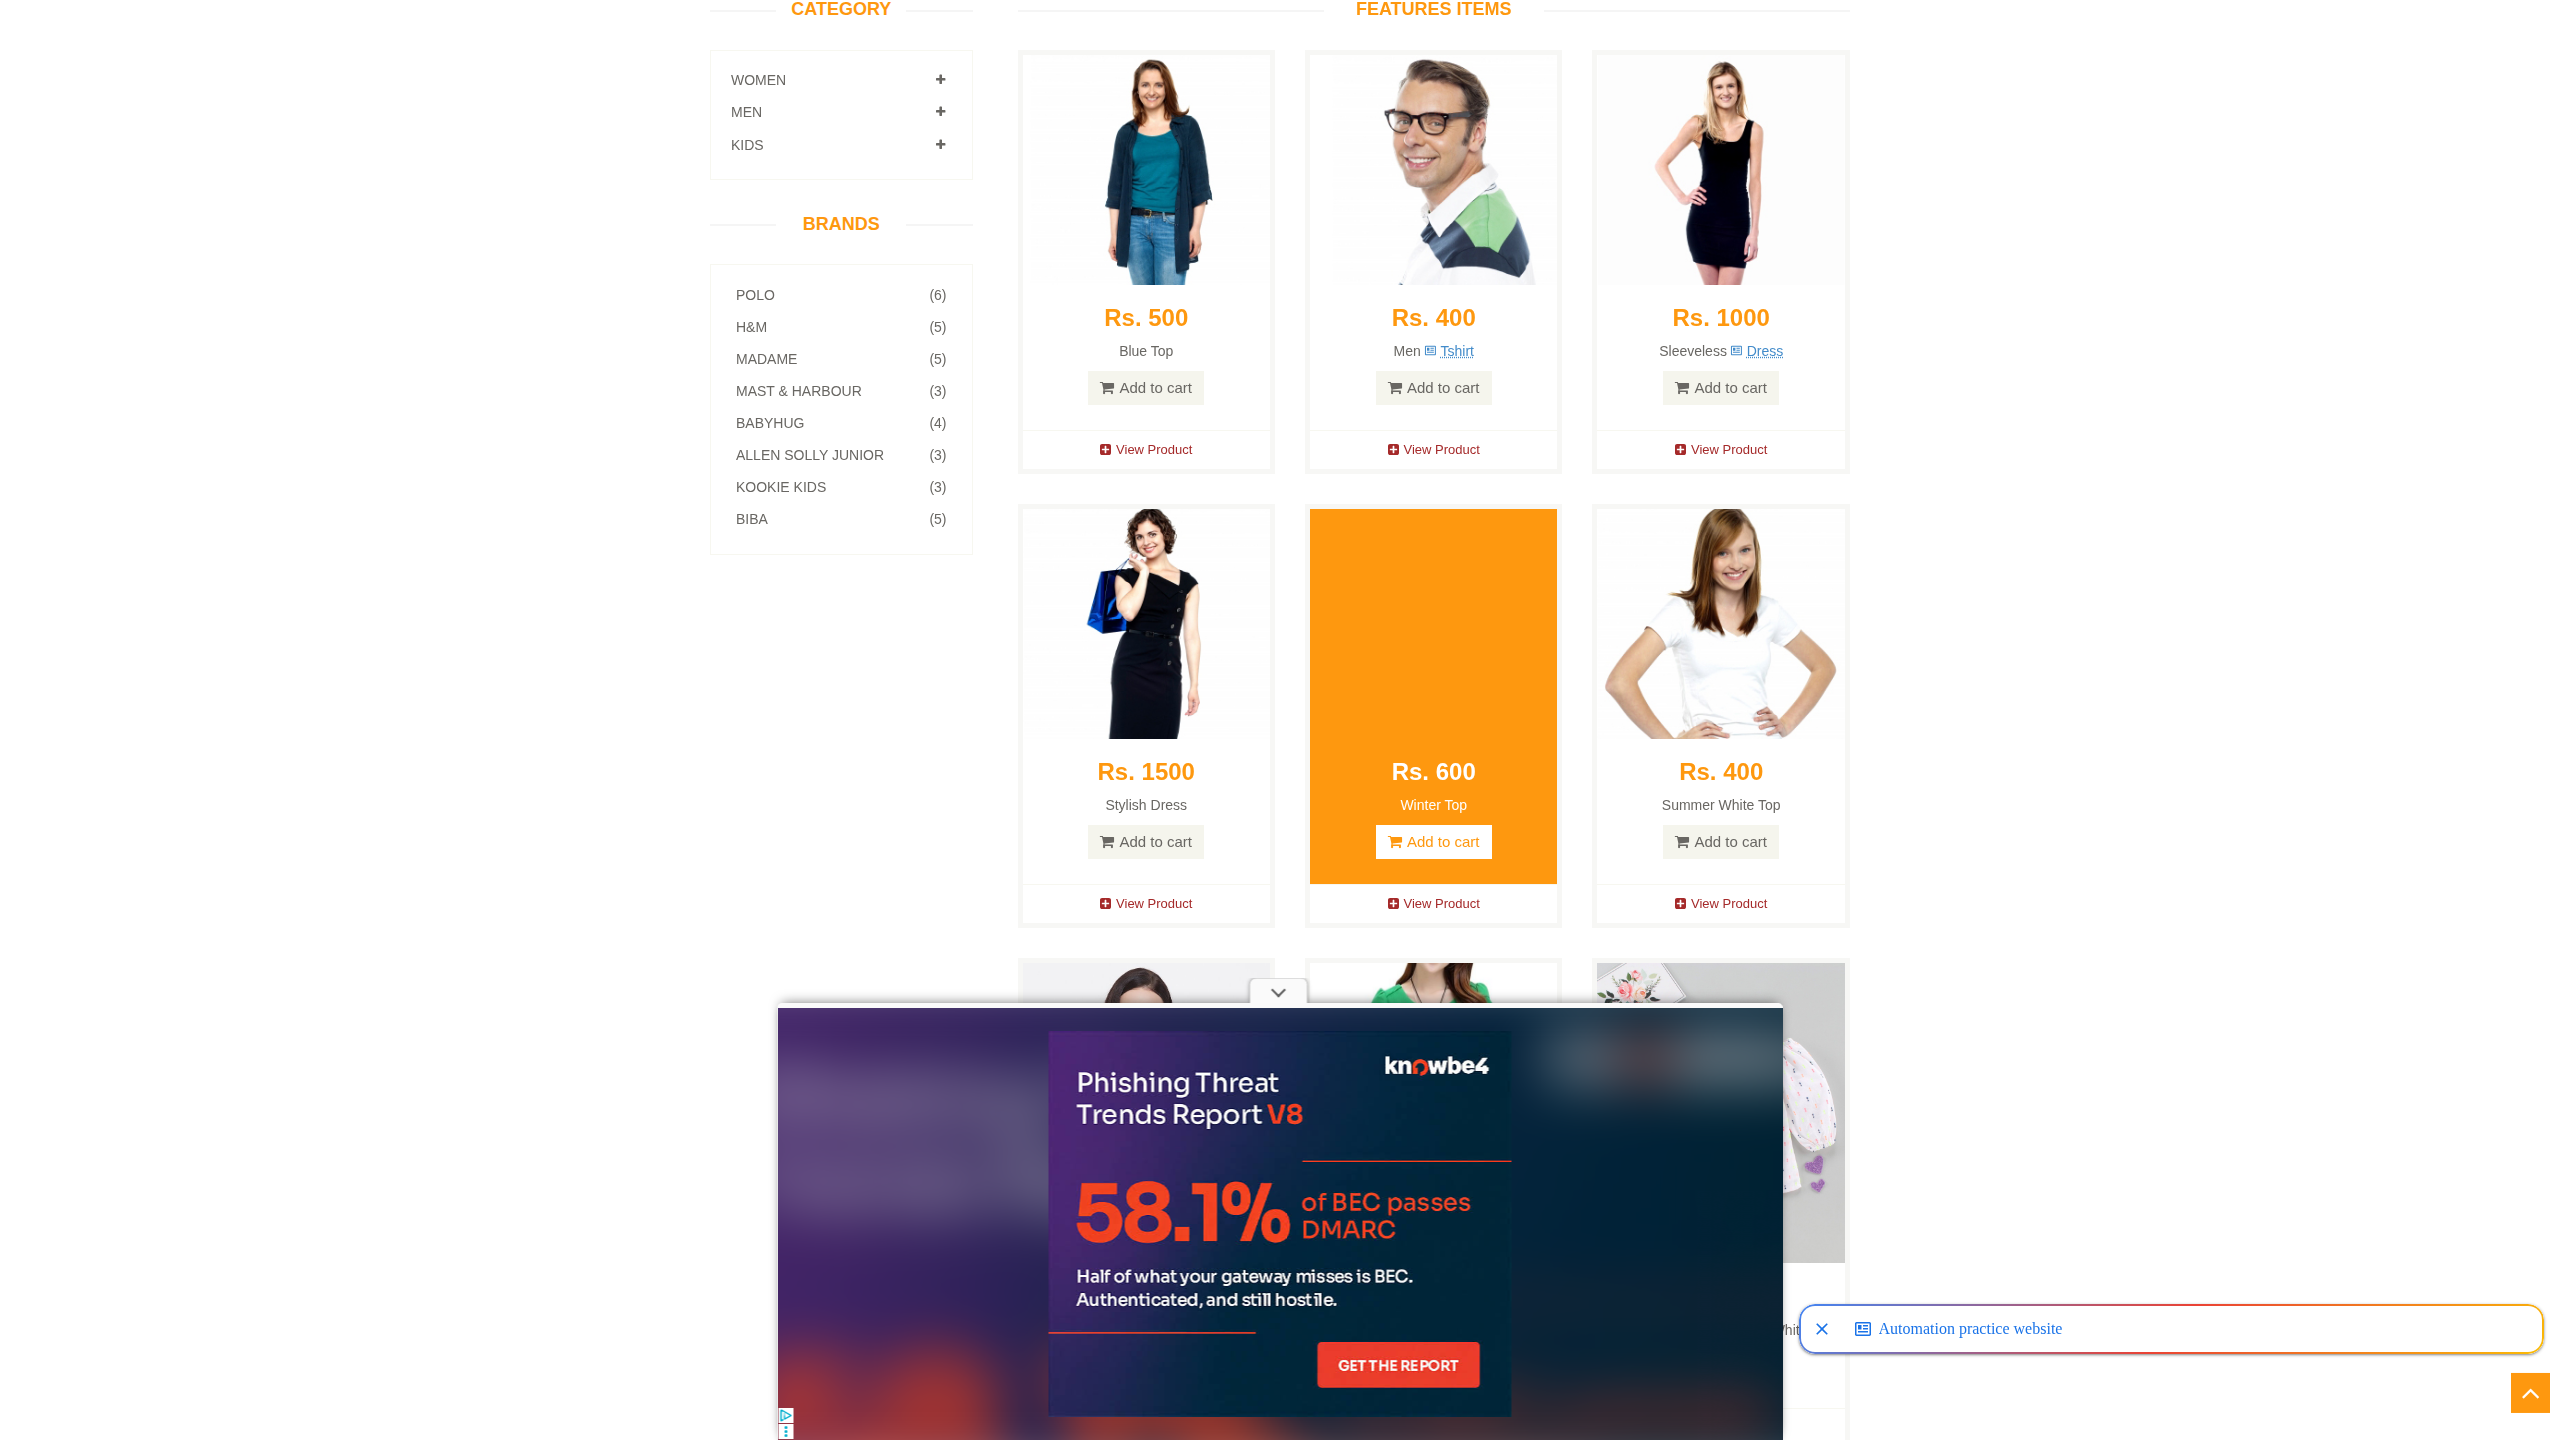 CATEGORY
WOMEN
MEN
KIDS
BRANDS
POLO (6)
H&M (5)
MADAME (5)
MAST & HARBOUR (3)
BABYHUG (4)
ALLEN SOLLY JUNIOR (3)
KOOKIE KIDS (3)
BIBA (5)
FEATURES ITEMS
Rs. 500
Blue Top
Add to cart
View Product
Rs. 400
Men Tshirt
Add to cart
View Product
Rs. 1000
Sleeveless Dress
Add to cart
View Product
Rs. 1500
Stylish Dress
Add to cart
View Product
Rs. 600
Winter Top
Add to cart
View Product
Rs. 400
Summer White Top
Add to cart
View Product
knowbe4
Phishing Threat
Trends Report V8
58.1% of BEC passes
DMARC
Half of what your gateway misses is BEC.
Authenticated, and still hostile.
GET THE REPORT
Automation practice website